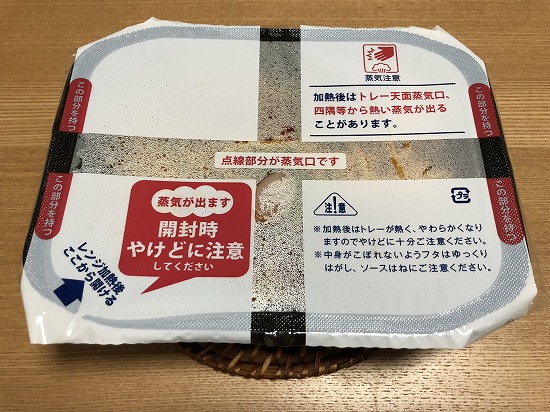 蒸気注意
加熱後はトレー天面蒸気口、
四隅等から熱い蒸気が出る
ことがあります。
この部分を持つ
この部分を持つ
点線部分が蒸気口です
この部分を持つ
この部分を持つ
蒸気が出ます
開封時
やけどに注意
してください
レンジ加熱後
ここから開ける
注!意
※加熱後はトレーが熱く、やわらかくなり
ますのでやけどに十分ご注意ください。
※中身がこぼれないようフタはゆっくり
はがし、ソースはねにご注意ください。
プラ